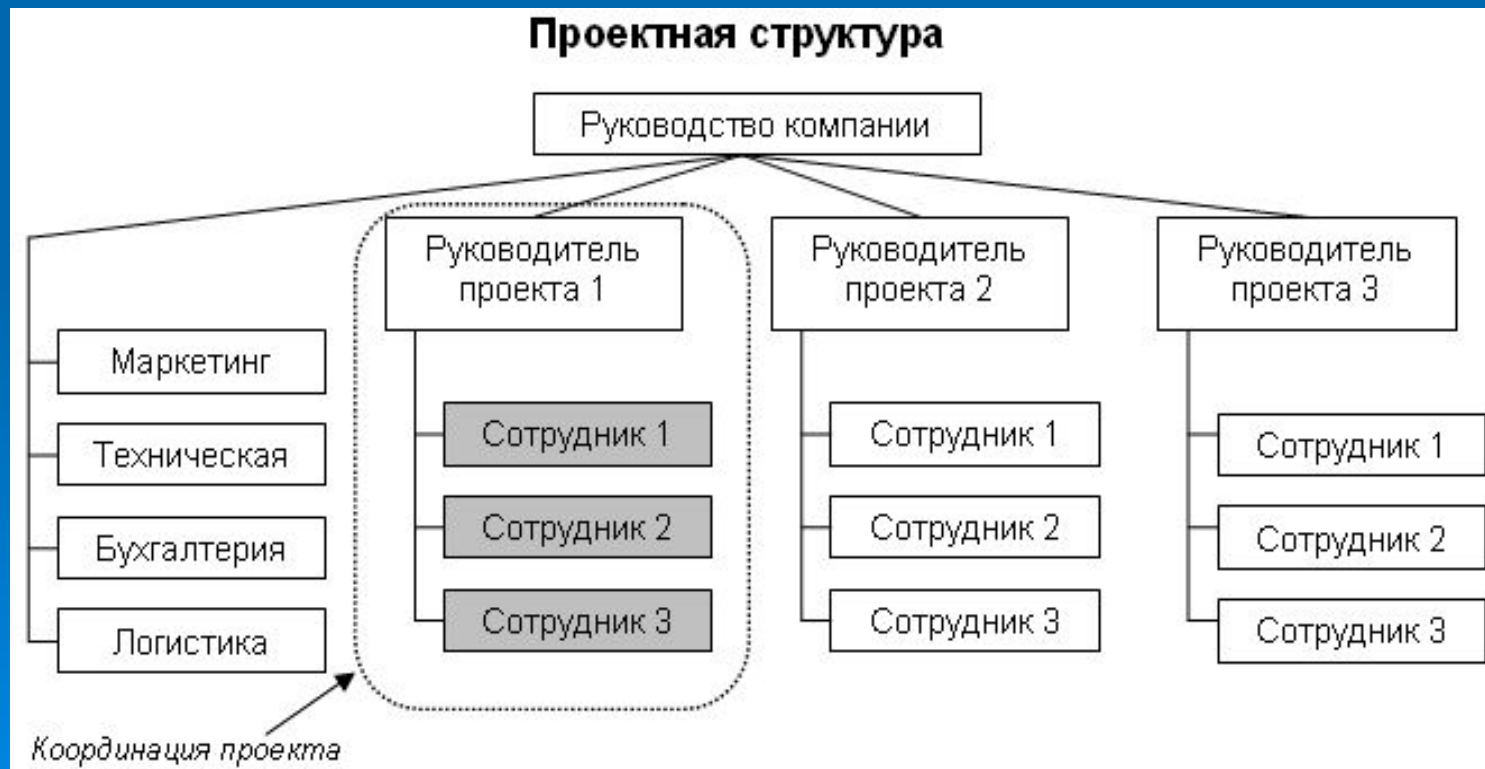 Проектная структура
Руководство компании
Руководитель
проекта 1
Руководитель
проекта 2
Руководитель
проекта 3
Маркетинг
Техническая
Бухгалтерия
Логистика
Сотрудник 1
Сотрудник 2
Сотрудник 3
Сотрудник 1
Сотрудник 2
Сотрудник 3
Сотрудник 1
Сотрудник 2
Сотрудник 3
Координация проекта